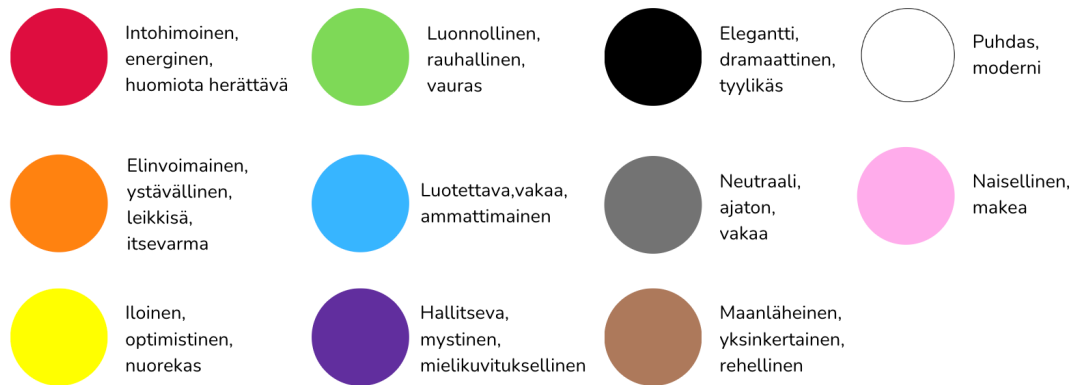 Intohimoinen,
energinen,
huomiota herättävä
Luonnollinen,
rauhallinen,
vauras
Elegantti,
dramaattinen,
tyylikäs
Puhdas,
moderni
Elinvoimainen,
ystävällinen,
leikkisä,
itsevarma
Luotettava,vakaa,
ammattimainen
Neutraali,
ajaton,
vakaa
Naisellinen,
makea
Iloinen,
optimistinen,
nuorekas
Hallitseva,
mystinen,
mielikuvituksellinen
Maanläheinen,
yksinkertainen,
rehellinen